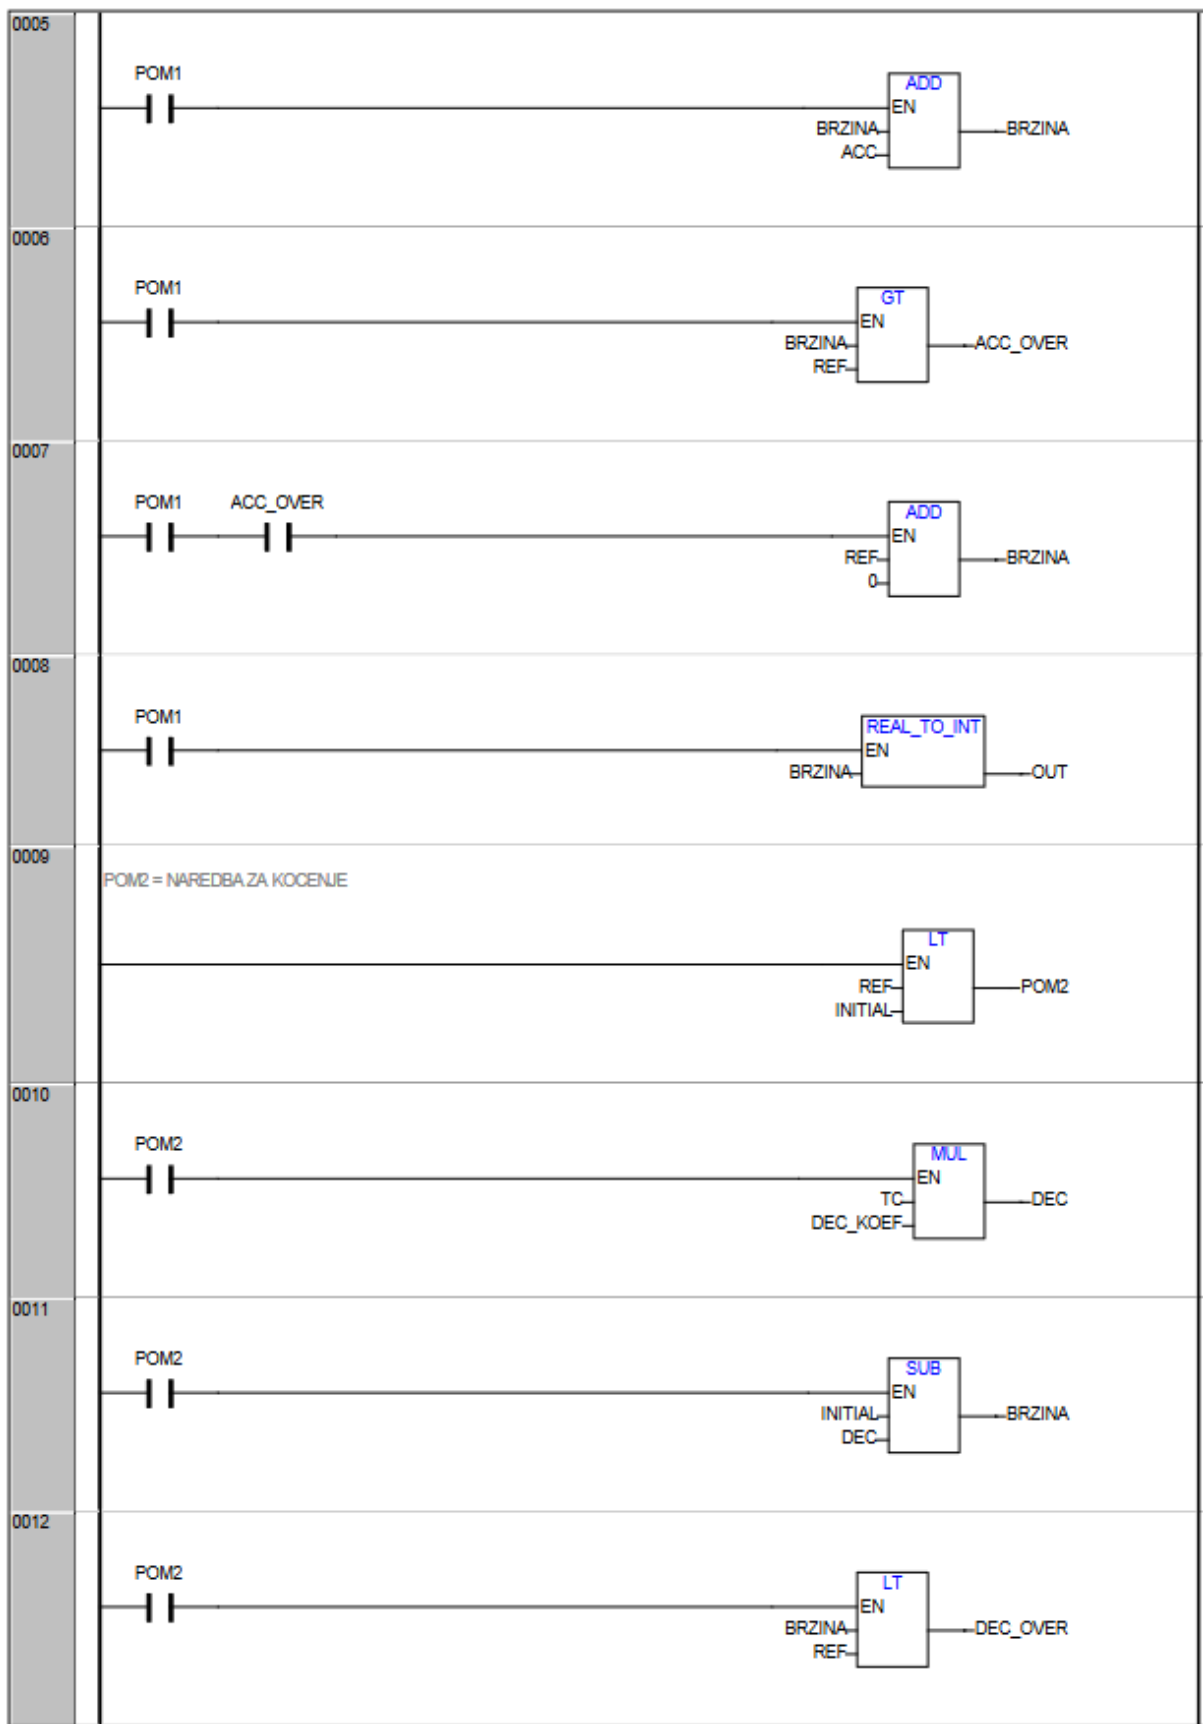 0005
POM1
ADD
EN
BRZINA
BRZINA
ACC
0006
POM1
GT
EN
BRZINA
ACC_OVER
REF
0007
POM1 ACC_OVER
ADD
EN
REF
BRZINA
0
0008
POM1
REAL_TO_INT
EN
BRZINA
OUT
0009
POM2 = NAREDBA ZA KOCENJE
LT
EN
REF
POM2
INITIAL
0010
POM2
MUL
EN
TC
DEC
DEC_KOEF
0011
POM2
SUB
EN
INITIAL
BRZINA
DEC
0012
POM2
LT
EN
BRZINA
DEC_OVER
REF